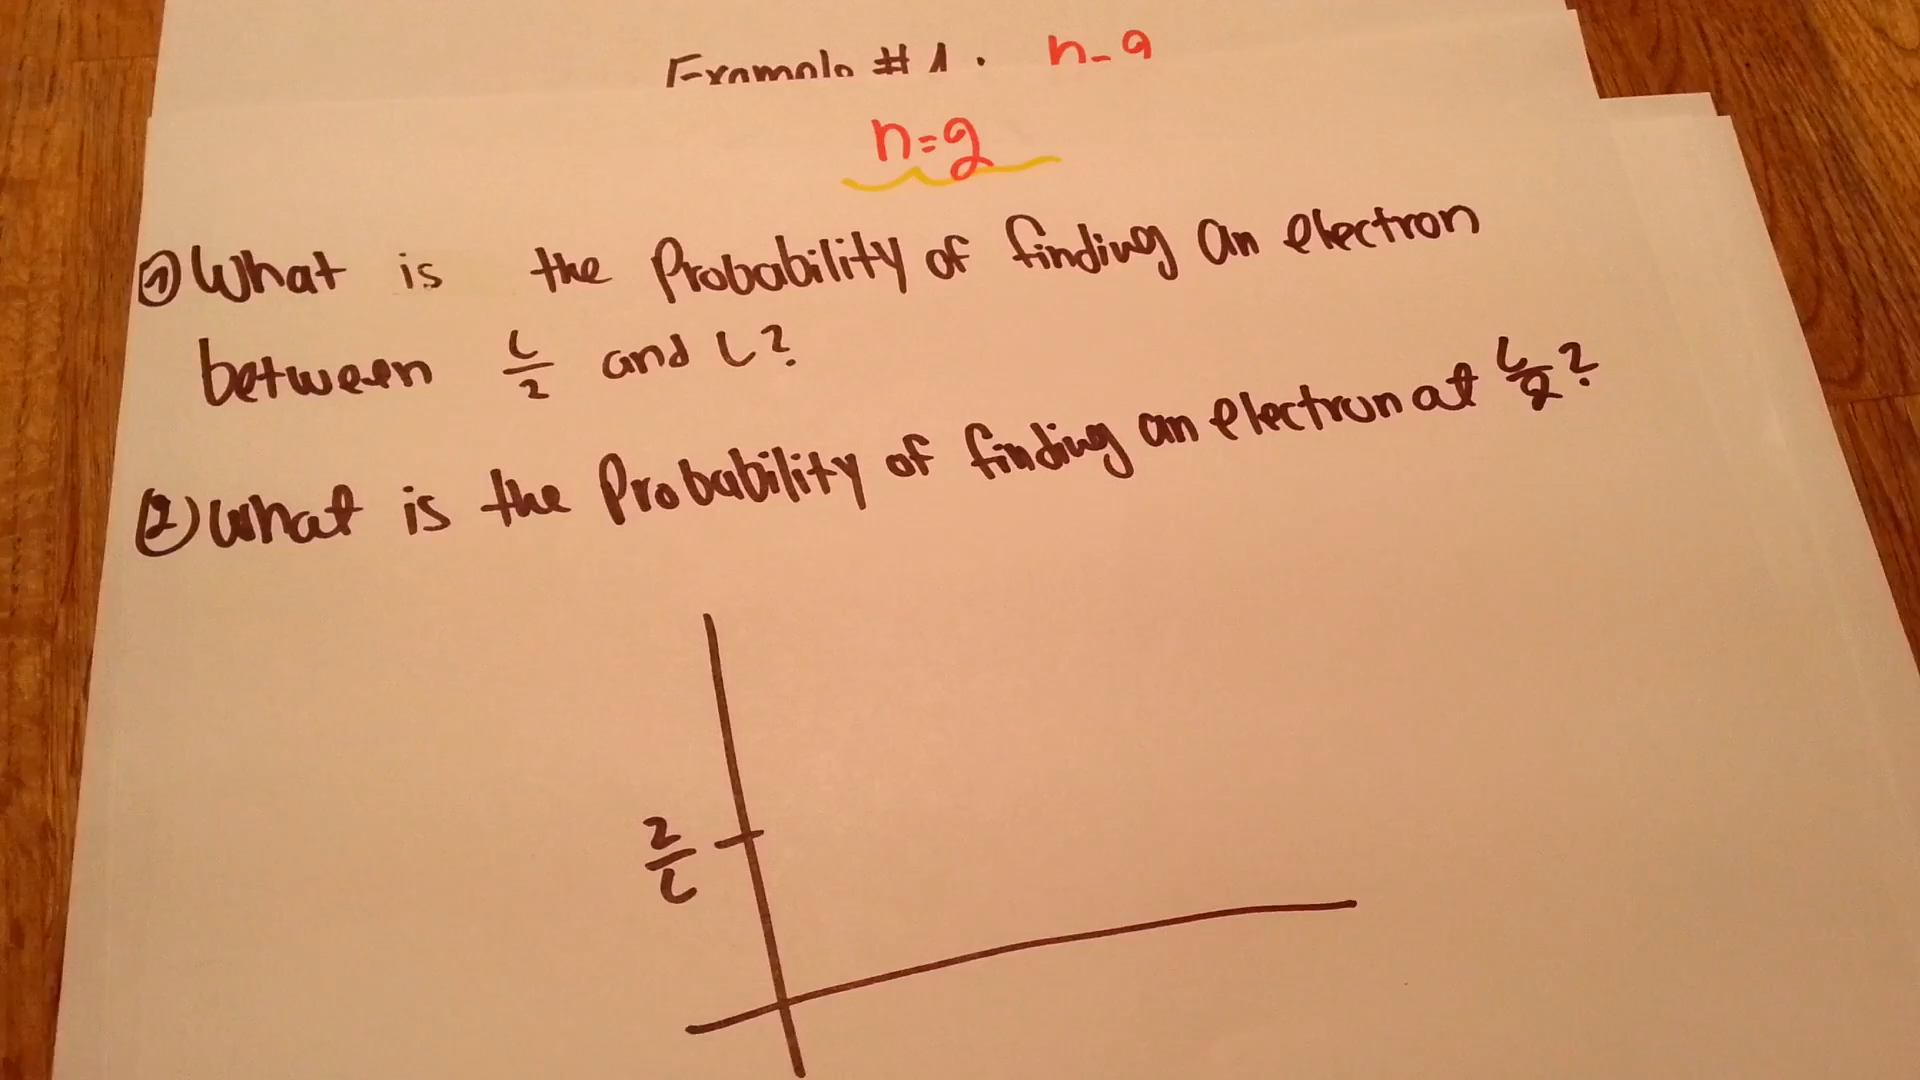 Example #1. n=2
n=2
① What is the Probability of finding an electron
between L/2 and L?
② What is the Probability of finding an electron at L/2?
2/L